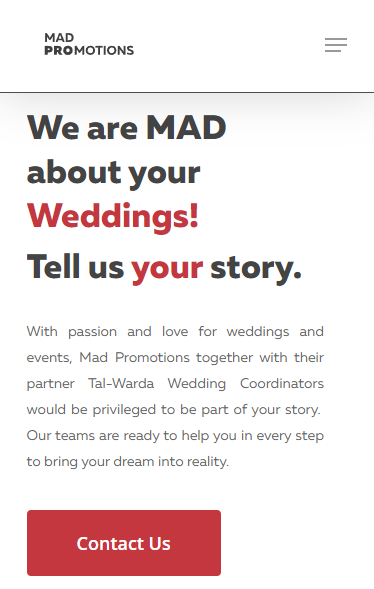 MAD
PROMOTIONS
We are MAD
about your
Weddings!
Tell us your story.
With passion and love for weddings and
events, Mad Promotions together with their
partner Tal-Warda Wedding Coordinators
would be privileged to be part of your story.
Our teams are ready to help you in every step
to bring your dream into reality.
Contact Us